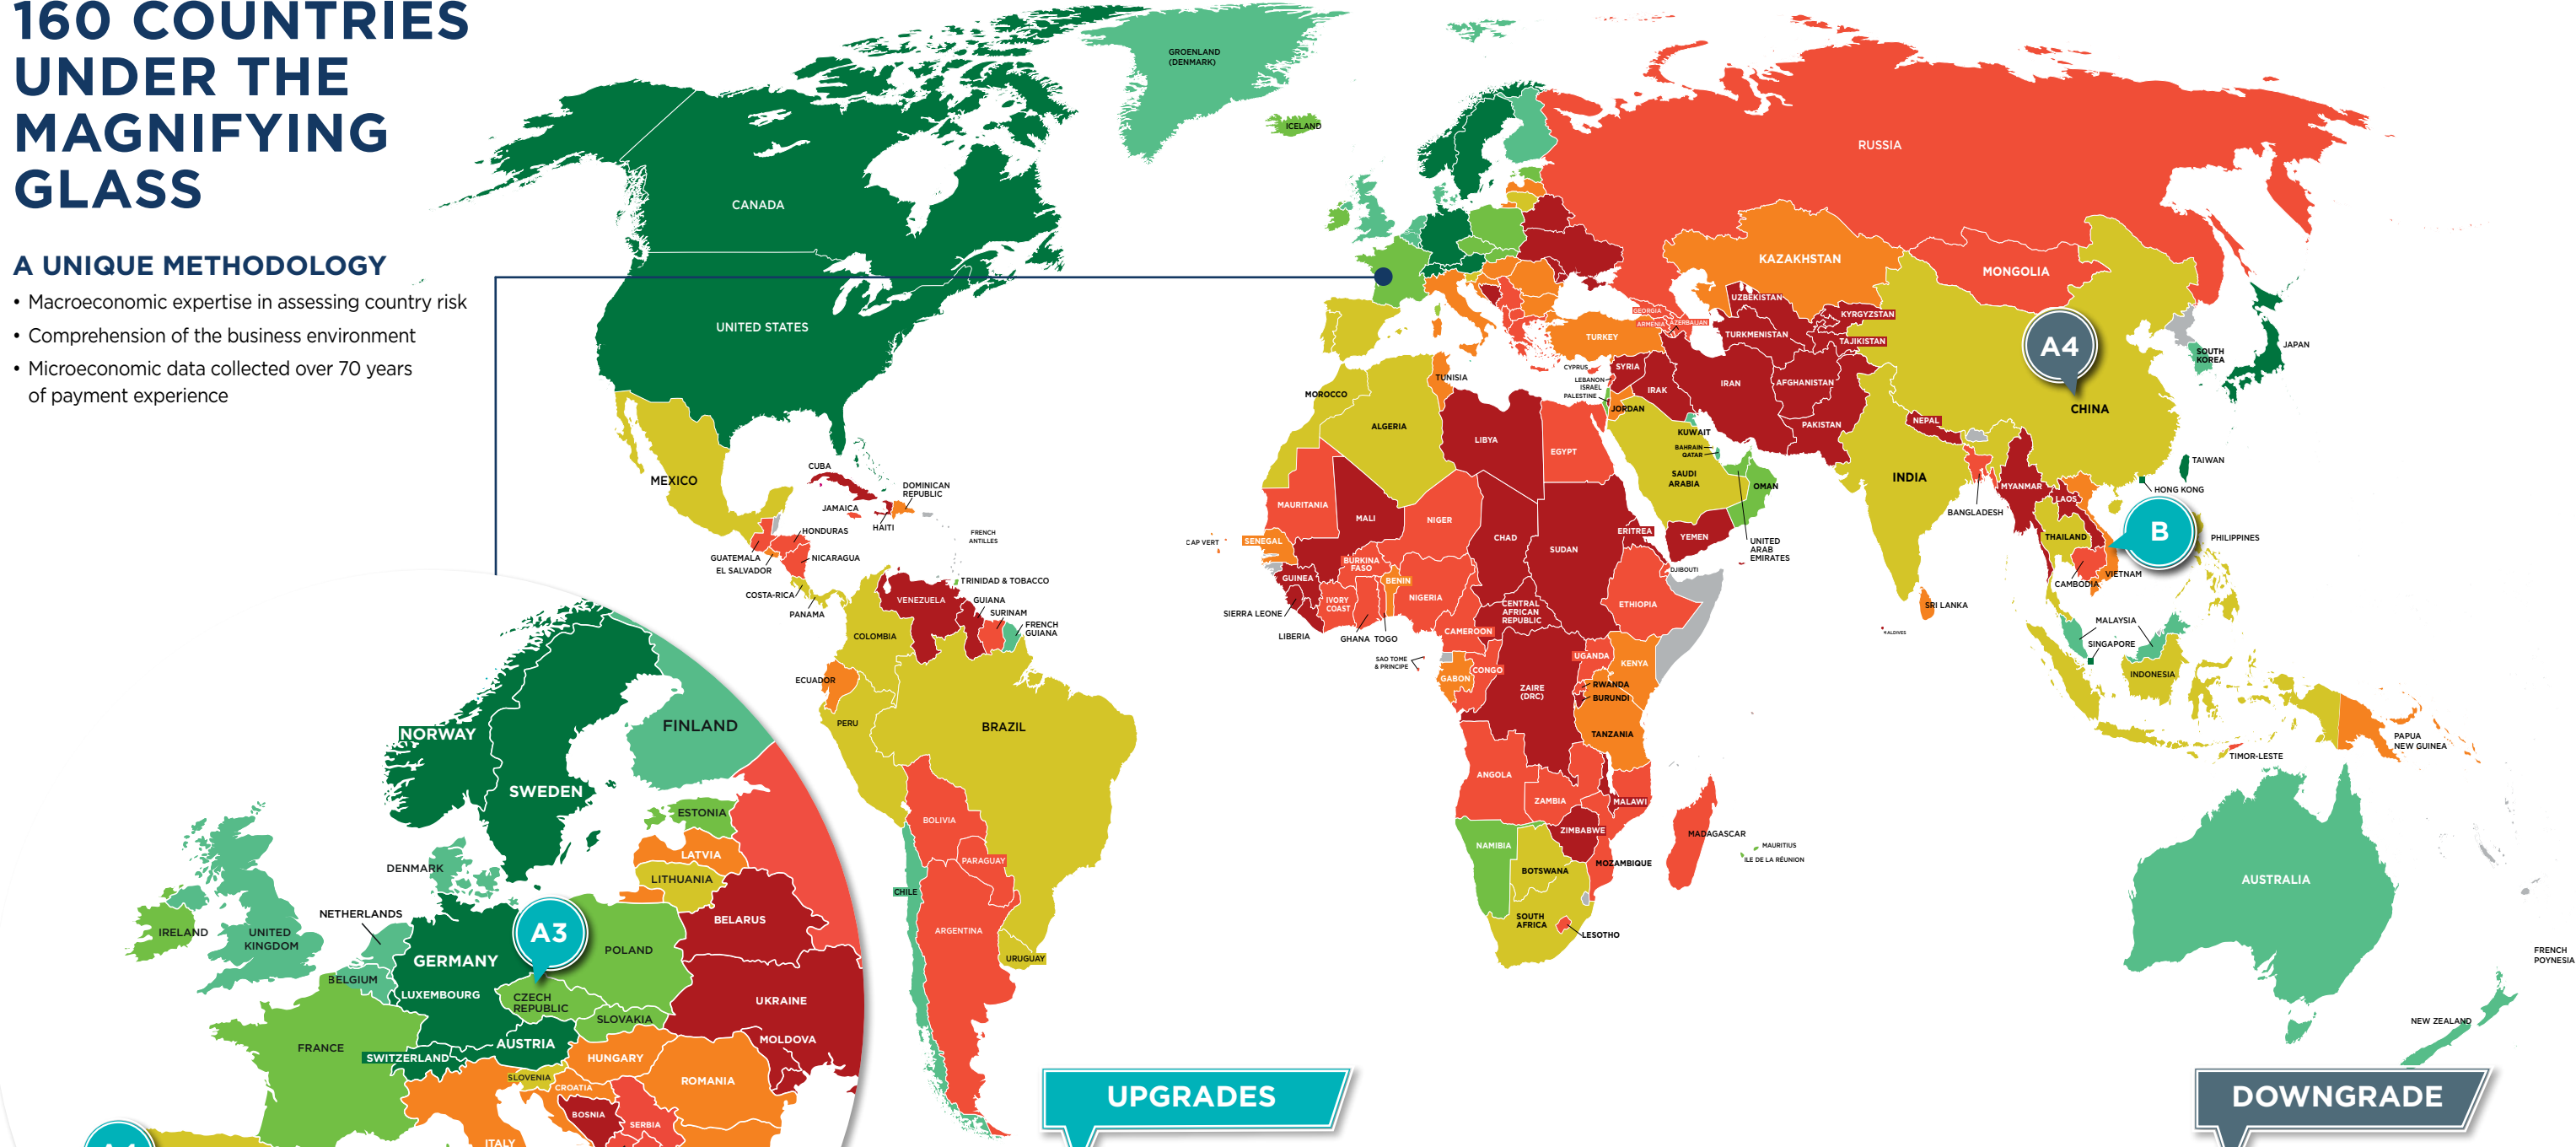 160 COUNTRIES
UNDER THE
MAGNIFYING
GLASS
A UNIQUE METHODOLOGY
• Macroeconomic expertise in assessing country risk
• Comprehension of the business environment
• Microeconomic data collected over 70 years
of payment experience
GROENLAND
(DENMARK)
ICELAND
CANADA
UNITED STATES
MEXICO
CUBA
DOMINICAN
REPUBLIC
JAMAICA
HAITI
HONDURAS
GUATEMALA
EL SALVADOR
NICARAGUA
COSTA-RICA
PANAMA
FRENCH
ANTILLES
TRINIDAD & TOBACCO
VENEZUELA
GUIANA
SURINAM
FRENCH
GUIANA
COLOMBIA
ECUADOR
PERU
BRAZIL
BOLIVIA
PARAGUAY
CHILE
ARGENTINA
URUGUAY
RUSSIA
KAZAKHSTAN
MONGOLIA
UZBEKISTAN
KYRGYZSTAN
TURKMENISTAN
TAJIKISTAN
GEORGIA
ARMENIA
AZERBAIJAN
TURKEY
CYPRUS
SYRIA
LEBANON
ISRAEL
PALESTINE
IRAK
IRAN
AFGHANISTAN
JORDAN
PAKISTAN
KUWAIT
BAHRAIN
QATAR
SAUDI
ARABIA
OMAN
YEMEN
UNITED
ARAB
EMIRATES
NEPAL
INDIA
BANGLADESH
MYANMAR
LAOS
THAILAND
CAMBODIA
VIETNAM
SRI LANKA
MALDIVES
A4
CHINA
SOUTH
KOREA
JAPAN
TAIWAN
HONG KONG
B
PHILIPPINES
MALAYSIA
SINGAPORE
INDONESIA
PAPUA
NEW GUINEA
TIMOR-LESTE
AUSTRALIA
NEW ZEALAND
FRENCH
POYNESIA
TUNISIA
MOROCCO
ALGERIA
LIBYA
EGYPT
MAURITANIA
MALI
NIGER
CHAD
SUDAN
ERITREA
CAP VERT
SENEGAL
GUINEA
BURKINA
FASO
BENIN
NIGERIA
IVORY
COAST
SIERRA LEONE
LIBERIA
GHANA
TOGO
DJIBOUTI
ETHIOPIA
CENTRAL
AFRICAN
REPUBLIC
CAMEROON
SAO TOME
& PRINCIPE
GABON
CONGO
UGANDA
KENYA
ZAIRE
(DRC)
RWANDA
BURUNDI
TANZANIA
ANGOLA
ZAMBIA
MALAWI
ZIMBABWE
MOZAMBIQUE
MADAGASCAR
MAURITIUS
ILE DE LA RÉUNION
NAMIBIA
BOTSWANA
SOUTH
AFRICA
LESOTHO
NORWAY
FINLAND
SWEDEN
ESTONIA
LATVIA
LITHUANIA
DENMARK
BELARUS
NETHERLANDS
IRELAND
UNITED
KINGDOM
A3
POLAND
GERMANY
BELGIUM
LUXEMBOURG
CZECH
REPUBLIC
UKRAINE
SLOVAKIA
FRANCE
SWITZERLAND
AUSTRIA
MOLDOVA
HUNGARY
SLOVENIA
CROATIA
ROMANIA
BOSNIA
SERBIA
ITALY
UPGRADES
DOWNGRADE